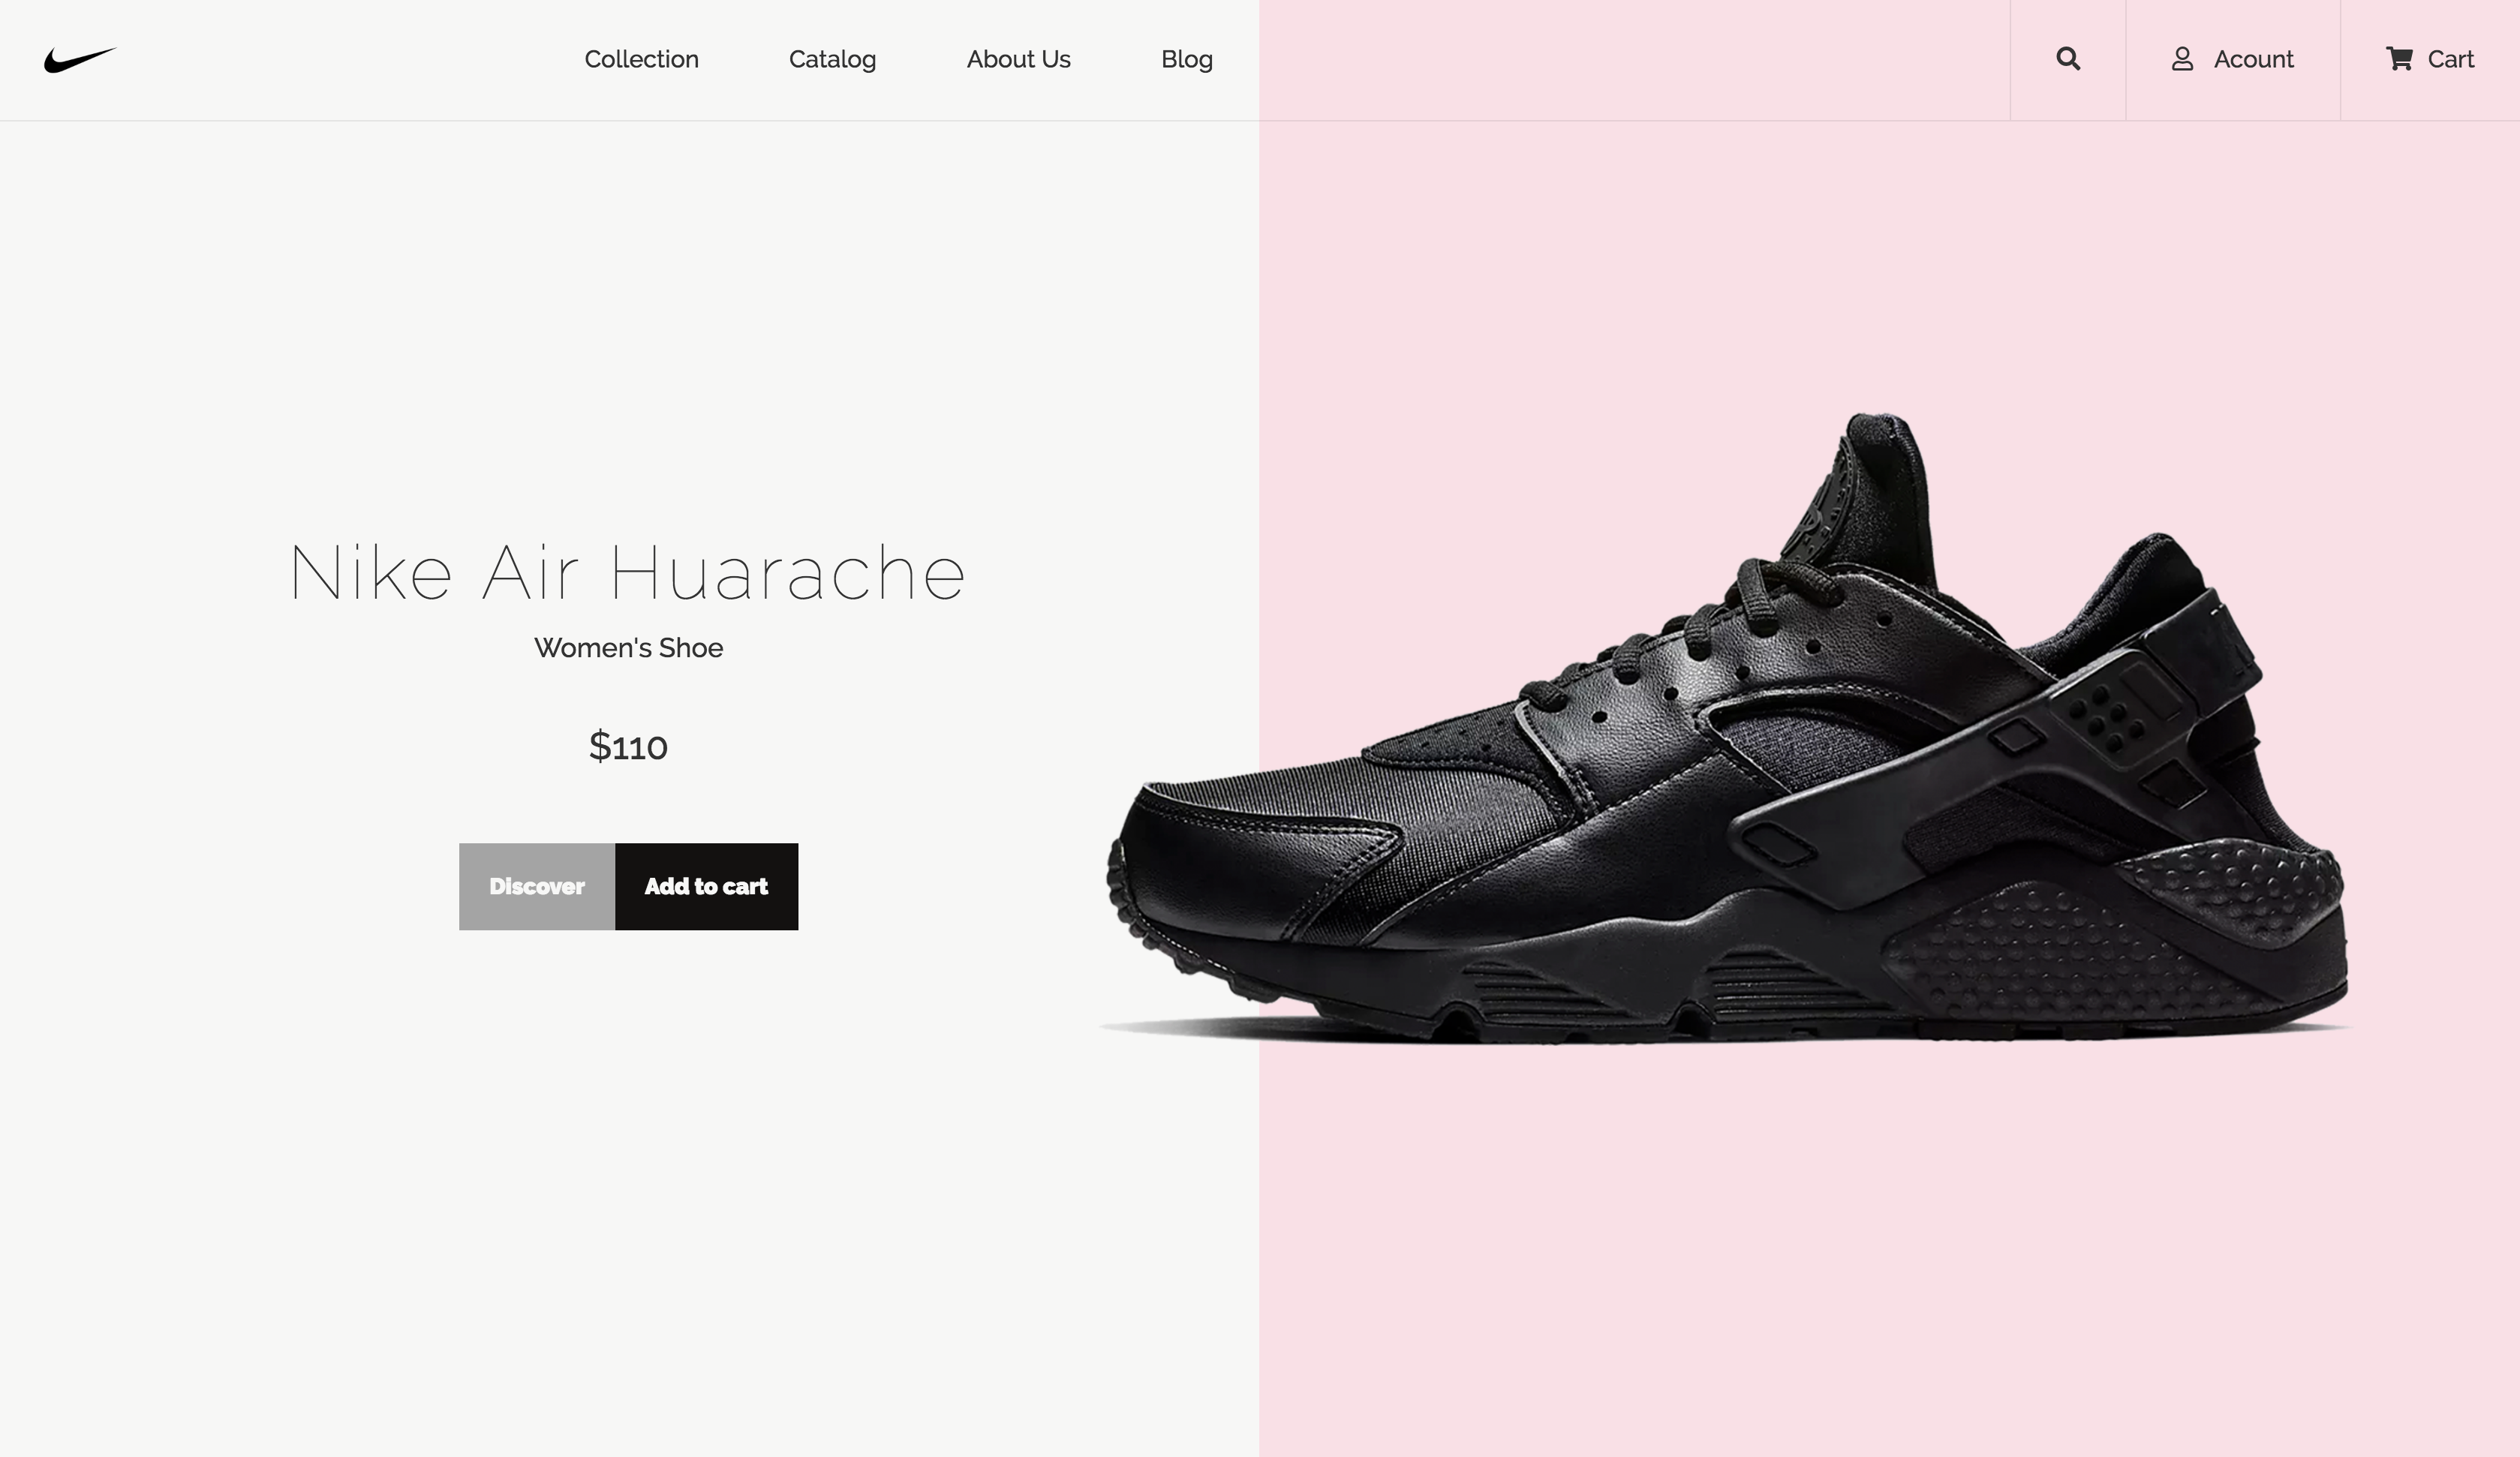 Collection Catalog About Us Blog Acount Cart
Nike Air Huarache
Women's Shoe
$110
Discover Add to cart